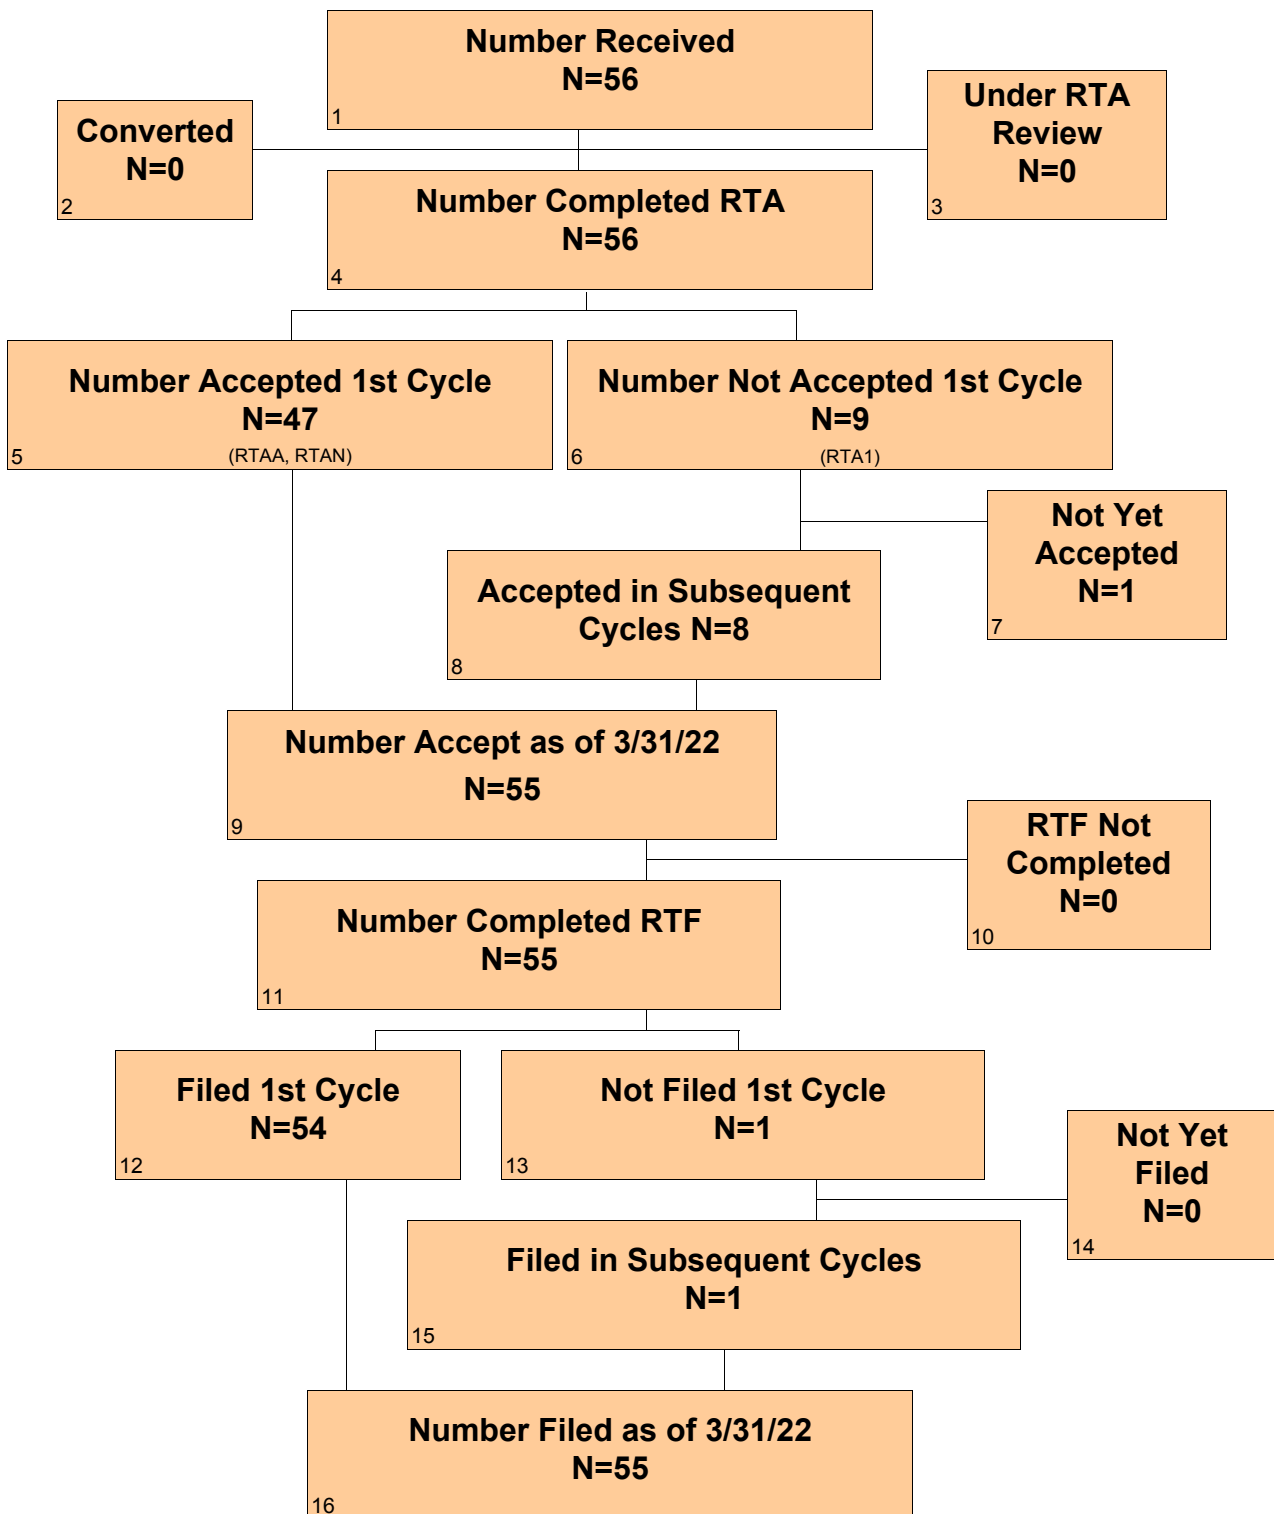 Number Received
N=56
1
Converted
N=0
2
Under RTA
Review
N=0
3
Number Completed RTA
N=56
4
Number Accepted 1st Cycle
N=47
(RTAA, RTAN)
5
Number Not Accepted 1st Cycle
N=9
(RTA1)
6
Not Yet
Accepted
N=1
7
Accepted in Subsequent
Cycles N=8
8
Number Accept as of 3/31/22
N=55
9
RTF Not
Completed
N=0
10
Number Completed RTF
N=55
11
Filed 1st Cycle
N=54
12
Not Filed 1st Cycle
N=1
13
Not Yet
Filed
N=0
14
Filed in Subsequent Cycles
N=1
15
Number Filed as of 3/31/22
N=55
16